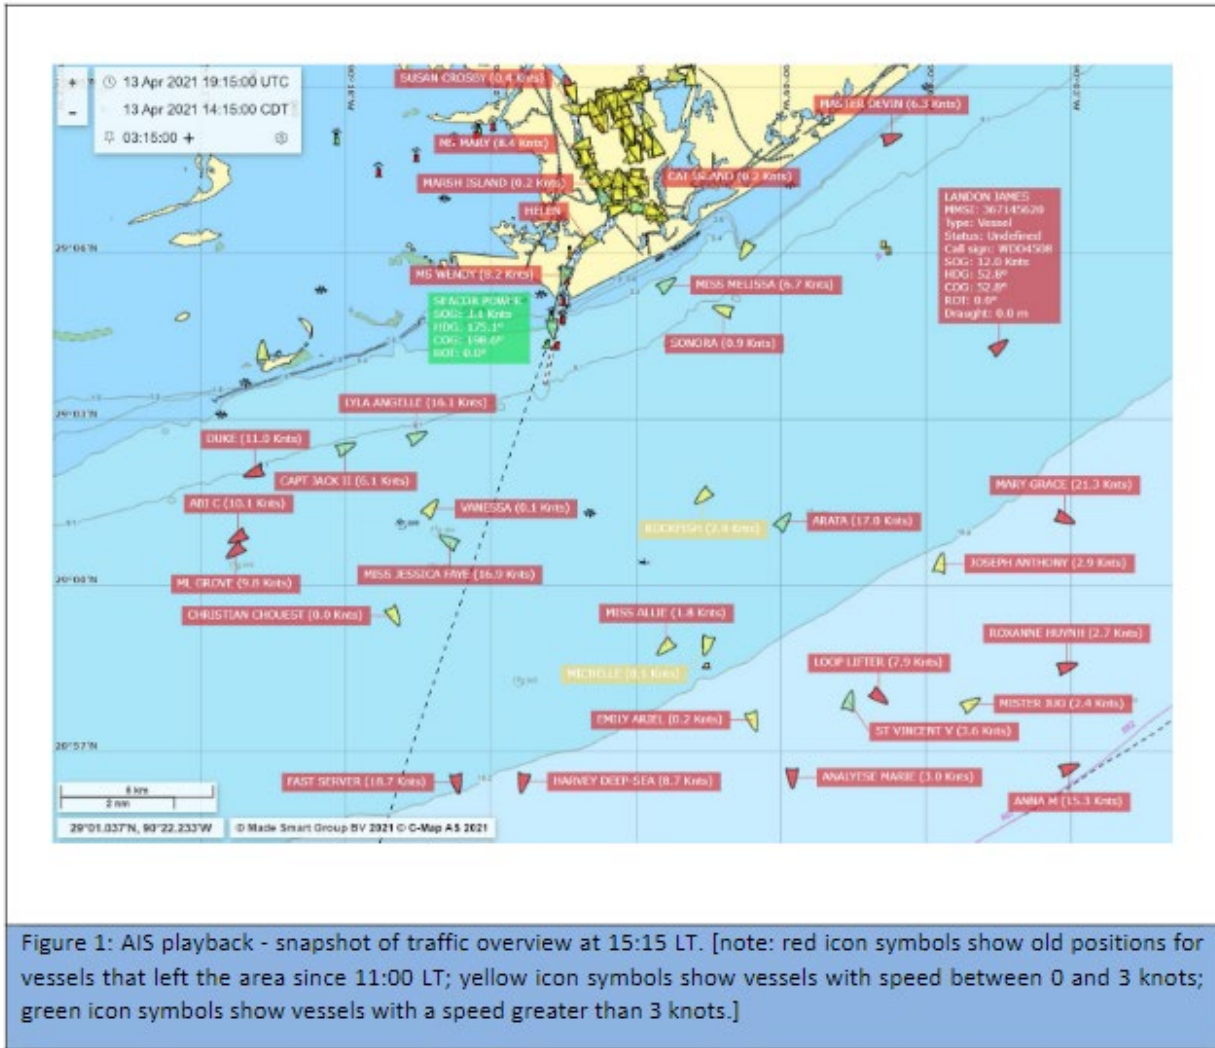 +
-
13 Apr 2021 19:15:00 UTC
13 Apr 2021 14:15:00 CDT
03:15:00 +
SUSAN CROSBY (0.4 Knts)
MASTER DEVIN (6.3 Knts)
MS MARY (8.4 Knts)
MARSH ISLAND (0.2 Knts)
CAT ISLAND (0.2 Knts)
HELEN
LANDON JAMES
MMSI: 367145620
Type: Vessel
Status: Undefined
Call sign: WDD4508
SOG: 12.0 Knts
HDG: 52.8°
COG: 52.8°
ROT: 0.0°
Draught: 0.0 m
29°06'N
MS WENDY (8.2 Knts)
MISS MELISSA (6.7 Knts)
SEACOR POWER
SOG: 3.1 Knts
HDG: 175.1°
COG: 198.6°
ROT: 0.0°
SONORA (0.9 Knts)
29°03'N
LYLA ANGELLE (16.1 Knts)
DUKE (11.0 Knts)
CAPT JACK II (6.1 Knts)
ABI C (10.1 Knts)
MARY GRACE (21.3 Knts)
VANESSA (0.1 Knts)
ROCKFISH (2.8 Knts)
ARATA (17.0 Knts)
JOSEPH ANTHONY (2.9 Knts)
29°00'N
ML GROVE (9.8 Knts)
MISS JESSICA FAYE (16.9 Knts)
CHRISTIAN CHOUEST (0.0 Knts)
MISS ALLIE (1.8 Knts)
ROXANNE HUYNH (2.7 Knts)
LOOP LIFTER (7.9 Knts)
MICHELLE (0.1 Knts)
MISTER JUG (2.4 Knts)
EMILY ARIEL (0.2 Knts)
ST VINCENT V (3.6 Knts)
28°57'N
FAST SERVER (18.7 Knts)
HARVEY DEEP-SEA (8.7 Knts)
ANALYESE MARIE (3.0 Knts)
ANNA M (15.3 Knts)
5 km
2 nm
29°01.037'N, 90°22.233'W
© Made Smart Group BV 2021 © C-Map AS 2021
Figure 1: AIS playback - snapshot of traffic overview at 15:15 LT. [note: red icon symbols show old positions for
vessels that left the area since 11:00 LT; yellow icon symbols show vessels with speed between 0 and 3 knots;
green icon symbols show vessels with a speed greater than 3 knots.]